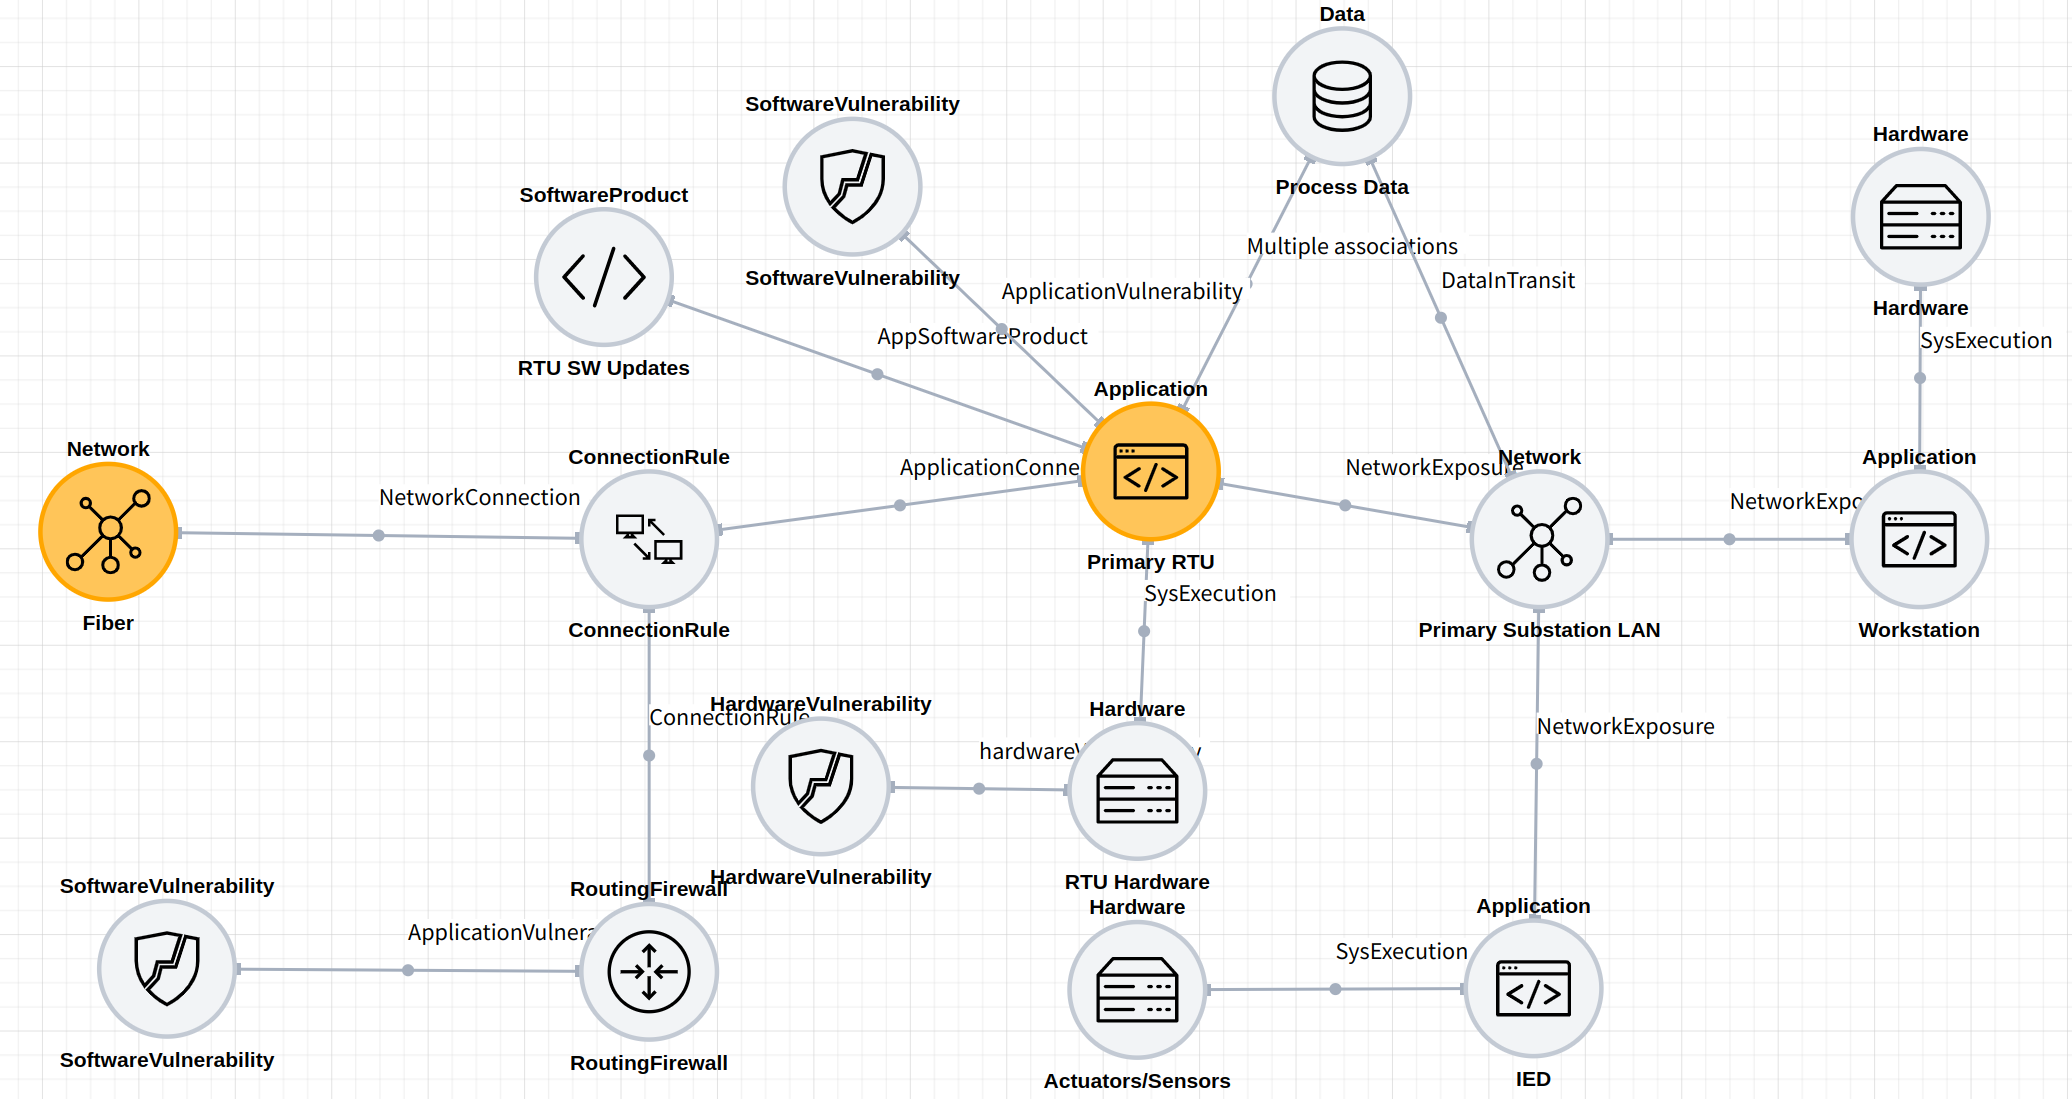 Data
SoftwareVulnerability
Hardware
SoftwareProduct
Process Data
Multiple associations
SoftwareVulnerability
ApplicationVulnerability
DataInTransit
Hardware
AppSoftwareProduct
SysExecution
RTU SW Updates
Application
Network
ConnectionRule
ApplicationConne
NetworkExposure
Network
Application
NetworkConnection
NetworkExpo
Primary RTU
SysExecution
Fiber
ConnectionRule
Primary Substation LAN
Workstation
HardwareVulnerability
ConnectionRule
Hardware
NetworkExposure
hardwareV
y
HardwareVulnerability
RTU Hardware
SoftwareVulnerability
RoutingFirewall
Hardware
Application
ApplicationVulnera
SysExecution
SoftwareVulnerability
RoutingFirewall
Actuators/Sensors
IED